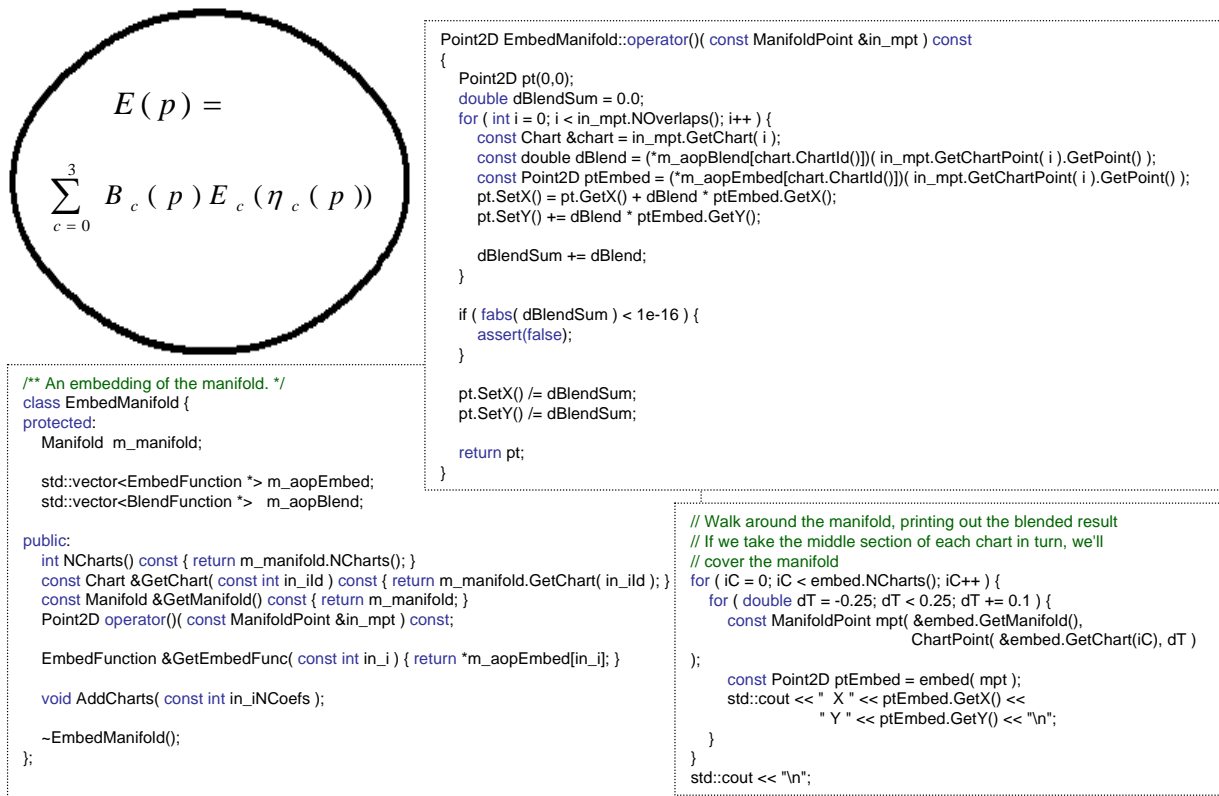 E ( p ) =
3
∑ B c ( p ) E c ( η c ( p ))
c = 0
Point2D EmbedManifold::operator()( const ManifoldPoint &in_mpt ) const
{
Point2D pt(0,0);
double dBlendSum = 0.0;
for ( int i = 0; i < in_mpt.NOverlaps(); i++ ) {
const Chart &chart = in_mpt.GetChart( i );
const double dBlend = (*m_aopBlend[chart.ChartId()])( in_mpt.GetChartPoint( i ).GetPoint() );
const Point2D ptEmbed = (*m_aopEmbed[chart.ChartId()])( in_mpt.GetChartPoint( i ).GetPoint() );
pt.SetX() = pt.GetX() + dBlend * ptEmbed.GetX();
pt.SetY() += dBlend * ptEmbed.GetY();
dBlendSum += dBlend;
}
if ( fabs( dBlendSum ) < 1e-16 ) {
assert(false);
}
pt.SetX() /= dBlendSum;
pt.SetY() /= dBlendSum;
return pt;
}
/** An embedding of the manifold. */
class EmbedManifold {
protected:
Manifold m_manifold;
std::vector<EmbedFunction *> m_aopEmbed;
std::vector<BlendFunction *> m_aopBlend;
public:
int NCharts() const { return m_manifold.NCharts(); }
const Chart &GetChart( const int in_iId ) const { return m_manifold.GetChart( in_iId ); }
const Manifold &GetManifold() const { return m_manifold; }
Point2D operator()( const ManifoldPoint &in_mpt ) const;
EmbedFunction &GetEmbedFunc( const int in_i ) { return *m_aopEmbed[in_i]; }
void AddCharts( const int in_iNCoefs );
~EmbedManifold();
};
// Walk around the manifold, printing out the blended result
// If we take the middle section of each chart in turn, we'll
// cover the manifold
for ( iC = 0; iC < embed.NCharts(); iC++ ) {
for ( double dT = -0.25; dT < 0.25; dT += 0.1 ) {
const ManifoldPoint mpt( &embed.GetManifold(),
ChartPoint( &embed.GetChart(iC), dT )
);
const Point2D ptEmbed = embed( mpt );
std::cout << " X " << ptEmbed.GetX() <<
" Y " << ptEmbed.GetY() << "\n";
}
}
std::cout << "\n";